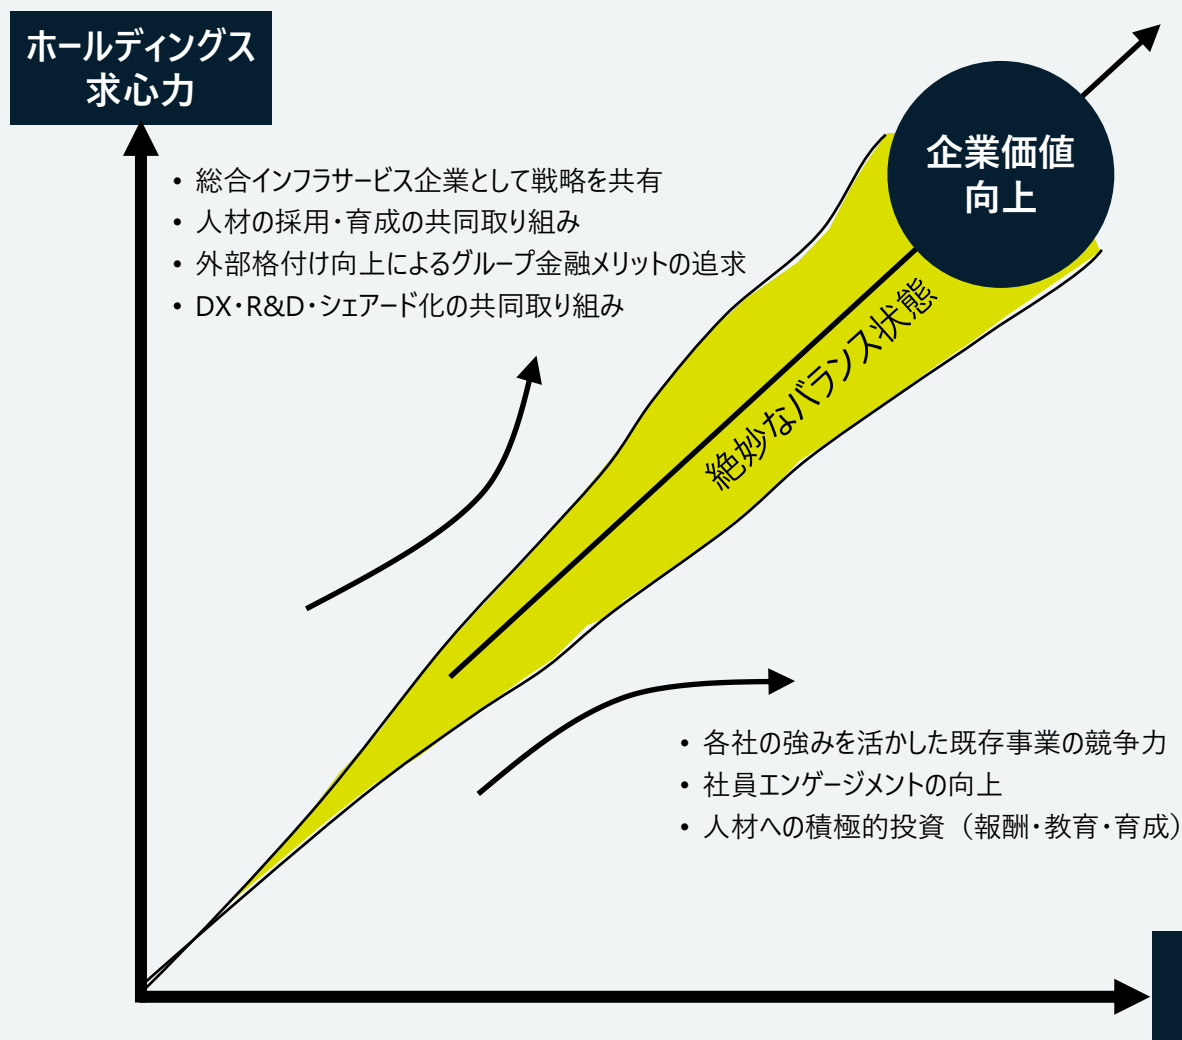 ホールディングス
求心力
• 総合インフラサービス企業として戦略を共有
• 人材の採用・育成の共同取り組み
• 外部格付け向上によるグループ金融メリットの追求
• DX・R&D・シェアード化の共同取り組み
企業価値
向上
絶妙なバランス状態
• 各社の強みを活かした既存事業の競争力
• 社員エンゲージメントの向上
• 人材への積極的投資（報酬・教育・育成）